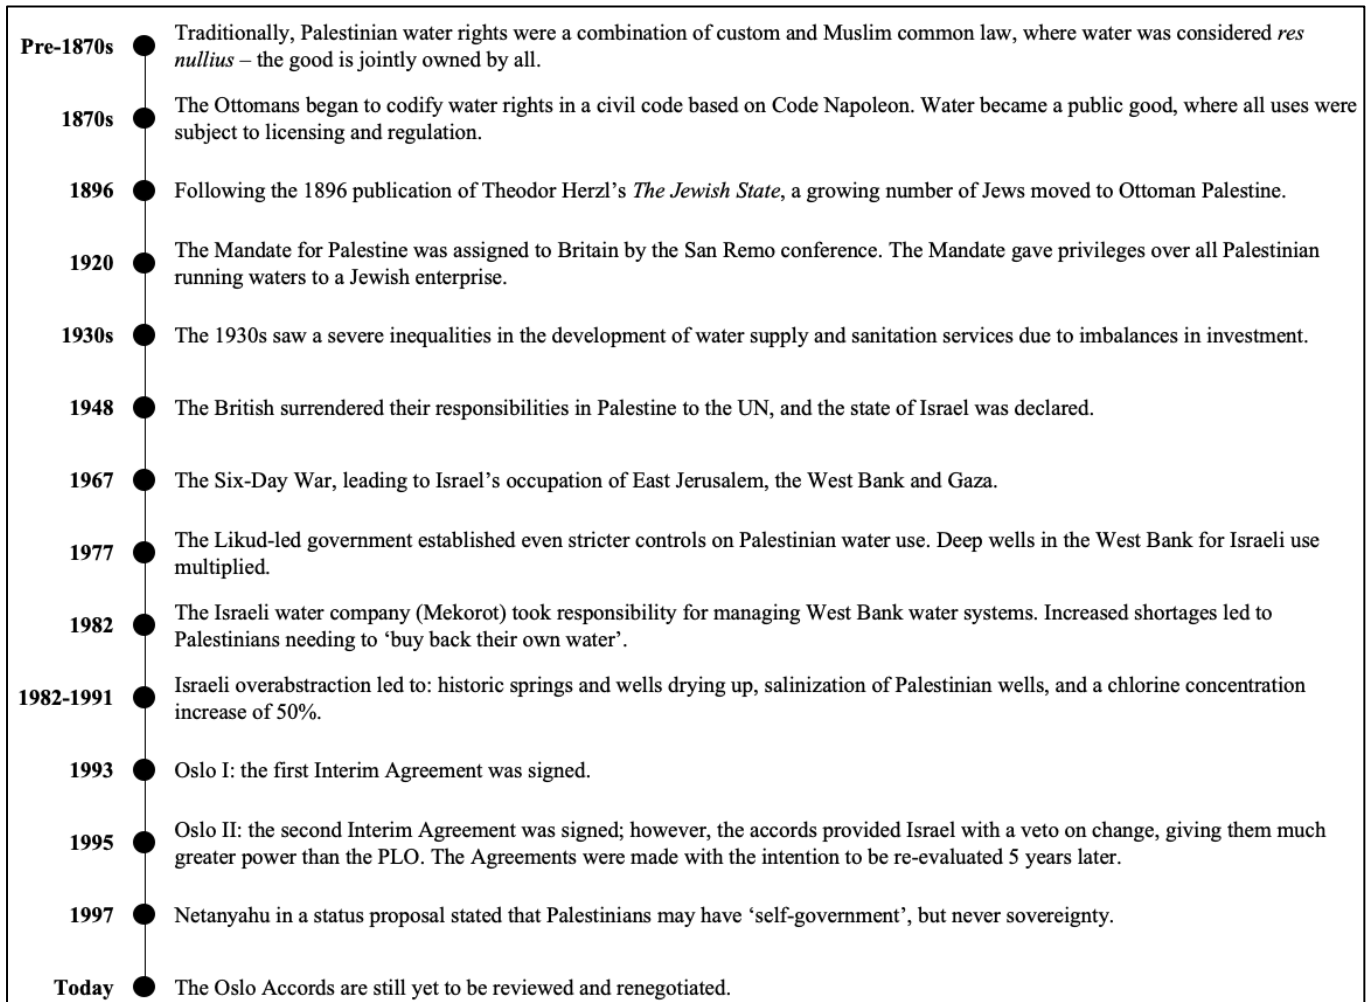 Pre-1870s Traditionally, Palestinian water rights were a combination of custom and Muslim common law, where water was considered res
nullius – the good is jointly owned by all.
1870s The Ottomans began to codify water rights in a civil code based on Code Napoleon. Water became a public good, where all uses were
subject to licensing and regulation.
1896 Following the 1896 publication of Theodor Herzl’s The Jewish State, a growing number of Jews moved to Ottoman Palestine.
1920 The Mandate for Palestine was assigned to Britain by the San Remo conference. The Mandate gave privileges over all Palestinian
running waters to a Jewish enterprise.
1930s The 1930s saw a severe inequalities in the development of water supply and sanitation services due to imbalances in investment.
1948 The British surrendered their responsibilities in Palestine to the UN, and the state of Israel was declared.
1967 The Six-Day War, leading to Israel’s occupation of East Jerusalem, the West Bank and Gaza.
1977 The Likud-led government established even stricter controls on Palestinian water use. Deep wells in the West Bank for Israeli use
multiplied.
1982 The Israeli water company (Mekorot) took responsibility for managing West Bank water systems. Increased shortages led to
Palestinians needing to ‘buy back their own water’.
1982-1991 Israeli overabstraction led to: historic springs and wells drying up, salinization of Palestinian wells, and a chlorine concentration
increase of 50%.
1993 Oslo I: the first Interim Agreement was signed.
1995 Oslo II: the second Interim Agreement was signed; however, the accords provided Israel with a veto on change, giving them much
greater power than the PLO. The Agreements were made with the intention to be re-evaluated 5 years later.
1997 Netanyahu in a status proposal stated that Palestinians may have ‘self-government’, but never sovereignty.
Today The Oslo Accords are still yet to be reviewed and renegotiated.